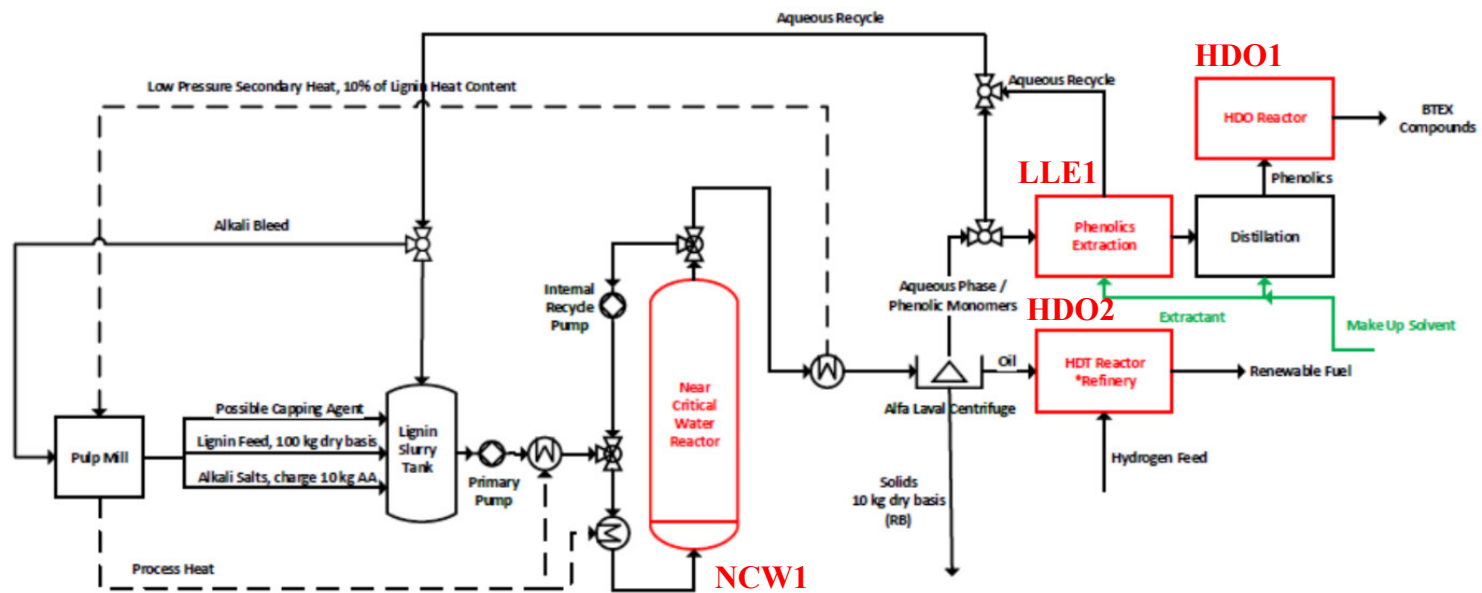 Aqueous Recycle
HDO1
Low Pressure Secondary Heat, 10% of Lignin Heat Content
Aqueous Recycle
HDO Reactor
BTEX
Compounds
LLE1
Phenolics
Alkali Bleed
Phenolics
Extraction
Distillation
Internal
Recycle
Pump
Aqueous Phase /
Phenolic Monomers
HDO2
Extractant
Make Up Solvent
Near
Critical
Water
Reactor
Oil
HDT Reactor
*Refinery
Renewable Fuel
Alfa Laval Centrifuge
Possible Capping Agent
Lignin Feed, 100 kg dry basis
Alkali Salts, charge 10 kg AA
Pulp Mill
Lignin
Slurry
Tank
Primary
Pump
Hydrogen Feed
Solids
10 kg dry basis
(RB)
Process Heat
NCW1